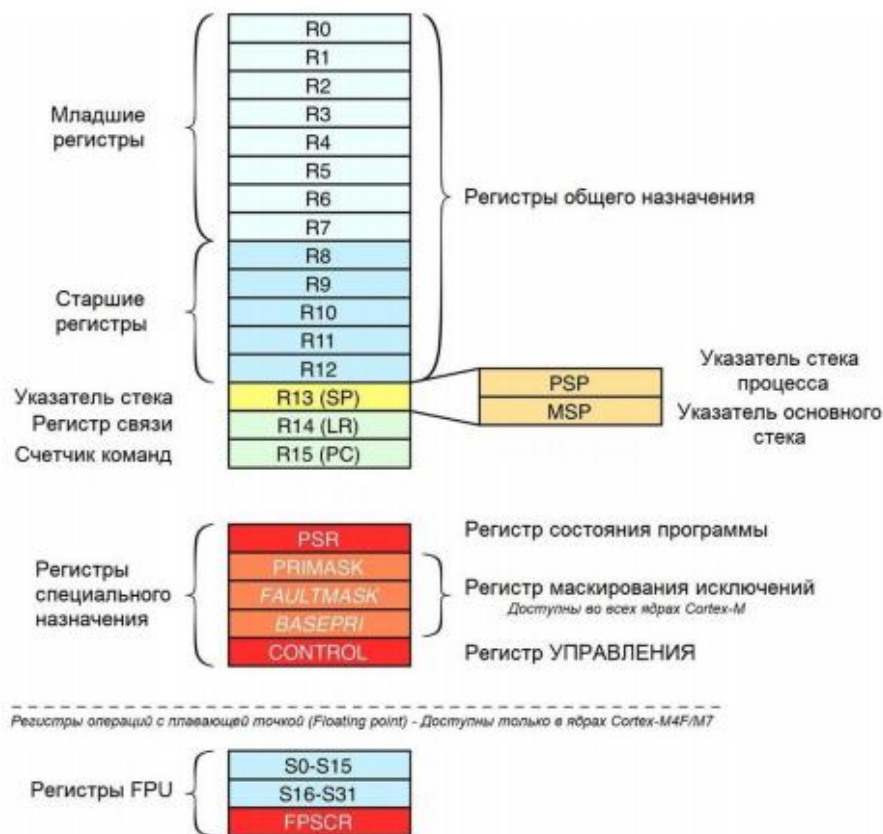 R0
R1
R2
R3
R4
R5
R6
R7
R8
R9
R10
R11
R12
R13 (SP)
R14 (LR)
R15 (PC)
Младшие
регистры
Старшие
регистры
Указатель стека
Регистр связи
Счетчик команд
Регистры общего назначения
PSP
MSP
Указатель стека
процесса
Указатель основного
стека
PSR
PRIMASK
FAULTMASK
BASEPRI
CONTROL
Регистры
специального
назначения
Регистр состояния программы
Регистр маскирования исключений
Доступны во всех ядрах Cortex-M
Регистр УПРАВЛЕНИЯ
Регистры операций с плавающей точкой (Floating point) - Доступны только в ядрах Cortex-M4F/M7
Регистры FPU
S0-S15
S16-S31
FPSCR